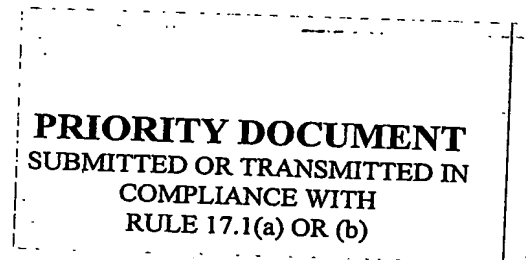 PRIORITY DOCUMENT
SUBMITTED OR TRANSMITTED IN
COMPLIANCE WITH
RULE 17.1(a) OR (b)